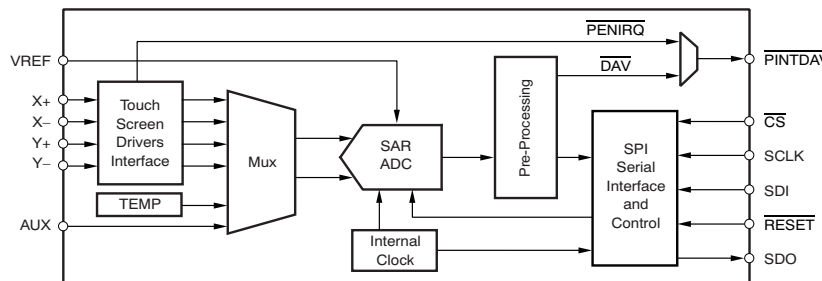 PENIRQ
VREF
DAV
PINTDAV
X+
X–
Y+
Y–
Touch
Screen
Drivers
Interface
Mux
SAR
ADC
Pre-Processing
SPI
Serial
Interface
and
Control
CS
SCLK
SDI
RESET
SDO
TEMP
AUX
Internal
Clock